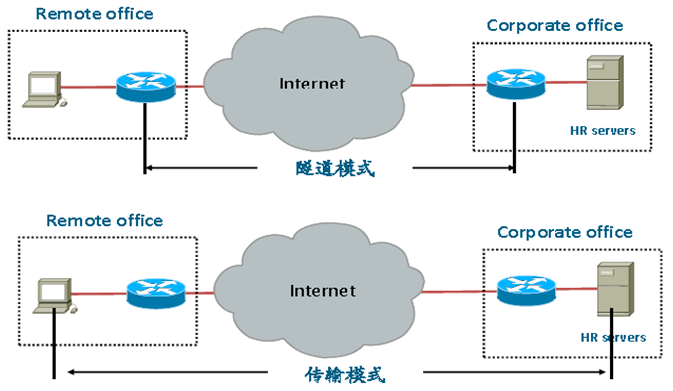 Remote office
Corporate office
Internet
HR servers
隧道模式
Remote office
Corporate office
Internet
HR servers
传输模式